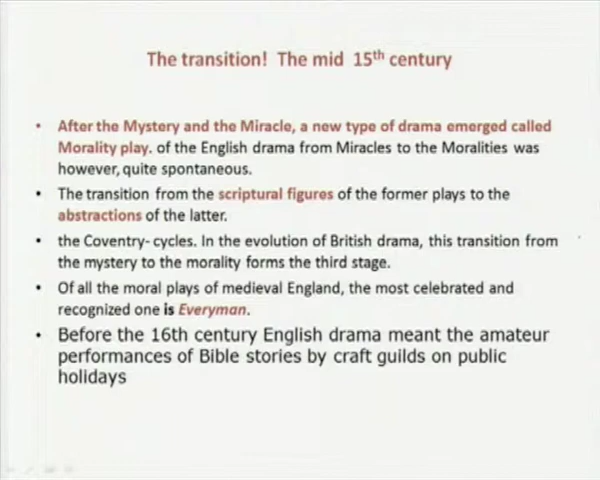 The transition! The mid 15th century
• After the Mystery and the Miracle, a new type of drama emerged called
Morality play. of the English drama from Miracles to the Moralities was
however, quite spontaneous.
• The transition from the scriptural figures of the former plays to the
abstractions of the latter.
• the Coventry- cycles. In the evolution of British drama, this transition from
the mystery to the morality forms the third stage.
• Of all the moral plays of medieval England, the most celebrated and
recognized one is Everyman.
• Before the 16th century English drama meant the amateur
performances of Bible stories by craft guilds on public
holidays